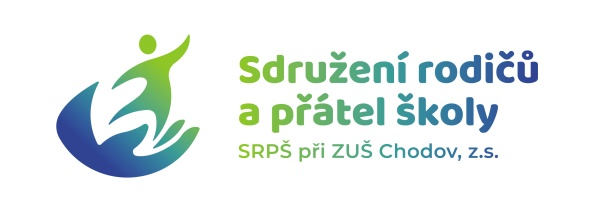 Sdružení rodičů
a přátel školy
SRPŠ při ZUŠ Chodov, z.s.